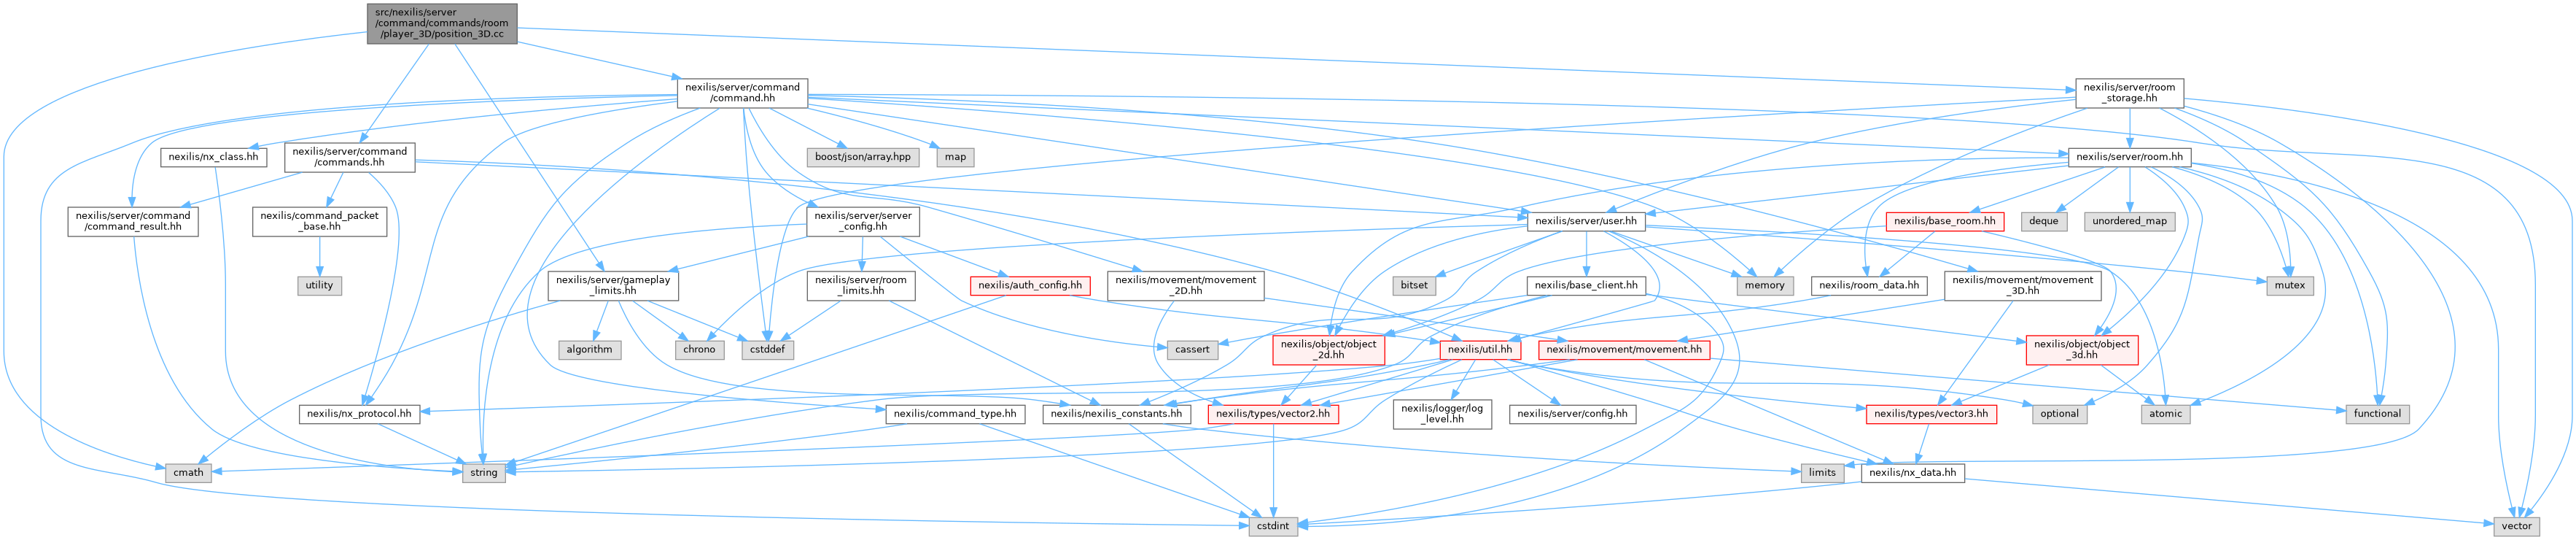 src/nexilis/server
/command/commands/room
/player_3D/position_3D.cc
nexilis/server/command
/command.hh
nexilis/server/room
_storage.hh
nexilis/nx_class.hh
nexilis/server/command
/commands.hh
boost/json/array.hpp
map
nexilis/server/room.hh
nexilis/server/command
/command_result.hh
nexilis/command_packet
_base.hh
nexilis/server/server
_config.hh
nexilis/server/user.hh
nexilis/base_room.hh
deque
unordered_map
utility
nexilis/server/gameplay
_limits.hh
nexilis/server/room
_limits.hh
nexilis/auth_config.hh
nexilis/movement/movement
_2D.hh
bitset
nexilis/base_client.hh
memory
nexilis/room_data.hh
nexilis/movement/movement
_3D.hh
mutex
algorithm
chrono
cstddef
cassert
nexilis/object/object
_2d.hh
nexilis/util.hh
nexilis/movement/movement.hh
nexilis/object/object
_3d.hh
nexilis/nx_protocol.hh
nexilis/command_type.hh
nexilis/nexilis_constants.hh
nexilis/types/vector2.hh
nexilis/logger/log
_level.hh
nexilis/server/config.hh
nexilis/types/vector3.hh
optional
atomic
functional
cmath
string
limits
nexilis/nx_data.hh
cstdint
vector